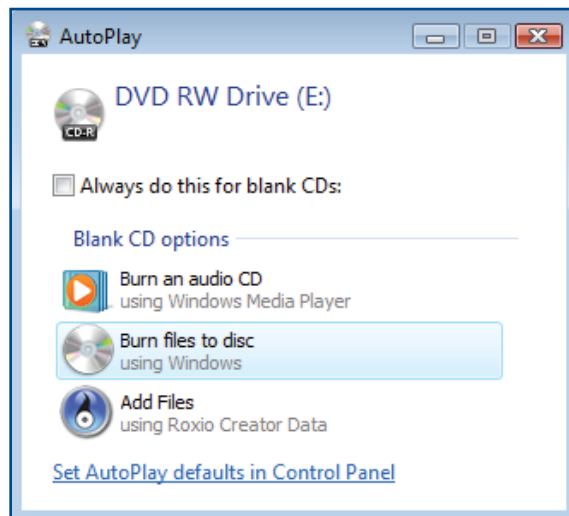 AutoPlay
DVD RW Drive (E:)
CD-R
Always do this for blank CDs:
Blank CD options
Burn an audio CD
using Windows Media Player
Burn files to disc
using Windows
Add Files
using Roxio Creator Data
Set AutoPlay defaults in Control Panel